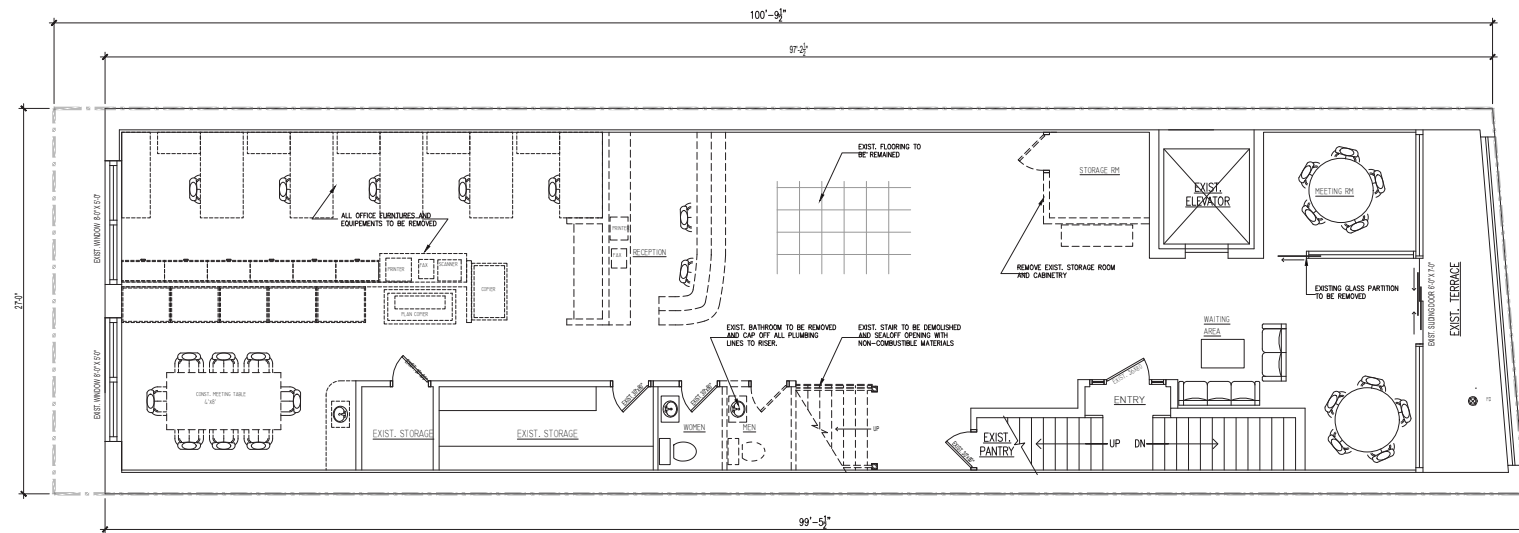 100'-9½"
97'-2½"
27'-0"
EXIST. WINDOW 8'-0"X 5'0"
EXIST. FLOORING TO
BE REMAINED
STORAGE RM
EXIST.
ELEVATOR
MEETING RM
ALL OFFICE FURNTURES AND
EQUIPEMENTS TO BE REMOVED
PRINTER
FAX
RECEPTION
PRINTER
FAX
SCANNER
COPIER
PLAN COPIER
REMOVE EXIST. STORAGE ROOM
AND CABINETRY
EXISTING GLASS PARTITION
TO BE REMOVED
EXIST. SLIDING DOOR 6'-0"X 7'-0"
EXIST. TERRACE
EXIST. BATHROOM TO BE REMOVED
AND CAP OFF ALL PLUMBING
LINES TO RISER.
EXIST. STAIR TO BE DEMOLISHED
AND SEALOFF OPENING WITH
NON-COMBUSTIBLE MATERIALS
WAITING
AREA
EXIST. WINDOW 8'-0"X 5'0"
CONST. MEETING TABLE
4'X8'
EXIST. STORAGE
EXIST. STORAGE
WOMEN
MEN
UP
ENTRY
EXIST.
PANTRY
UP
DN
99'-5½"